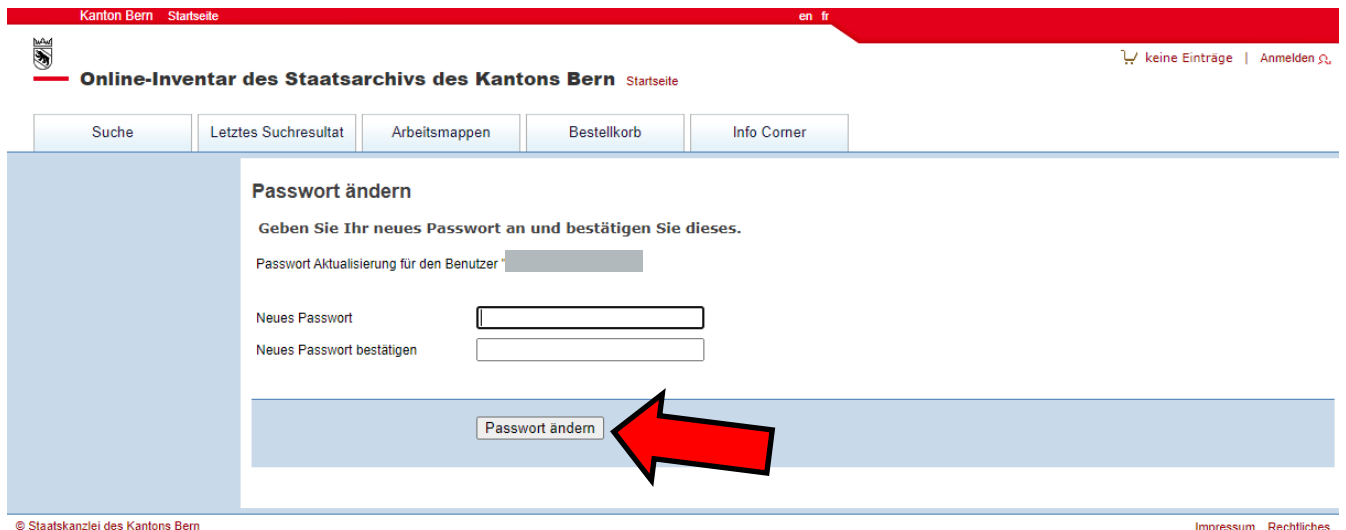 Kanton Bern Startseite en fr
keine Einträge | Anmelden
Online-Inventar des Staatsarchivs des Kantons Bern Startseite
Suche Letztes Suchresultat Arbeitsmappen Bestellkorb Info Corner
Passwort ändern
Geben Sie Ihr neues Passwort an und bestätigen Sie dieses.
Passwort Aktualisierung für den Benutzer "
Neues Passwort
Neues Passwort bestätigen
Passwort ändern
© Staatskanzlei des Kantons Bern Impressum Rechtliches